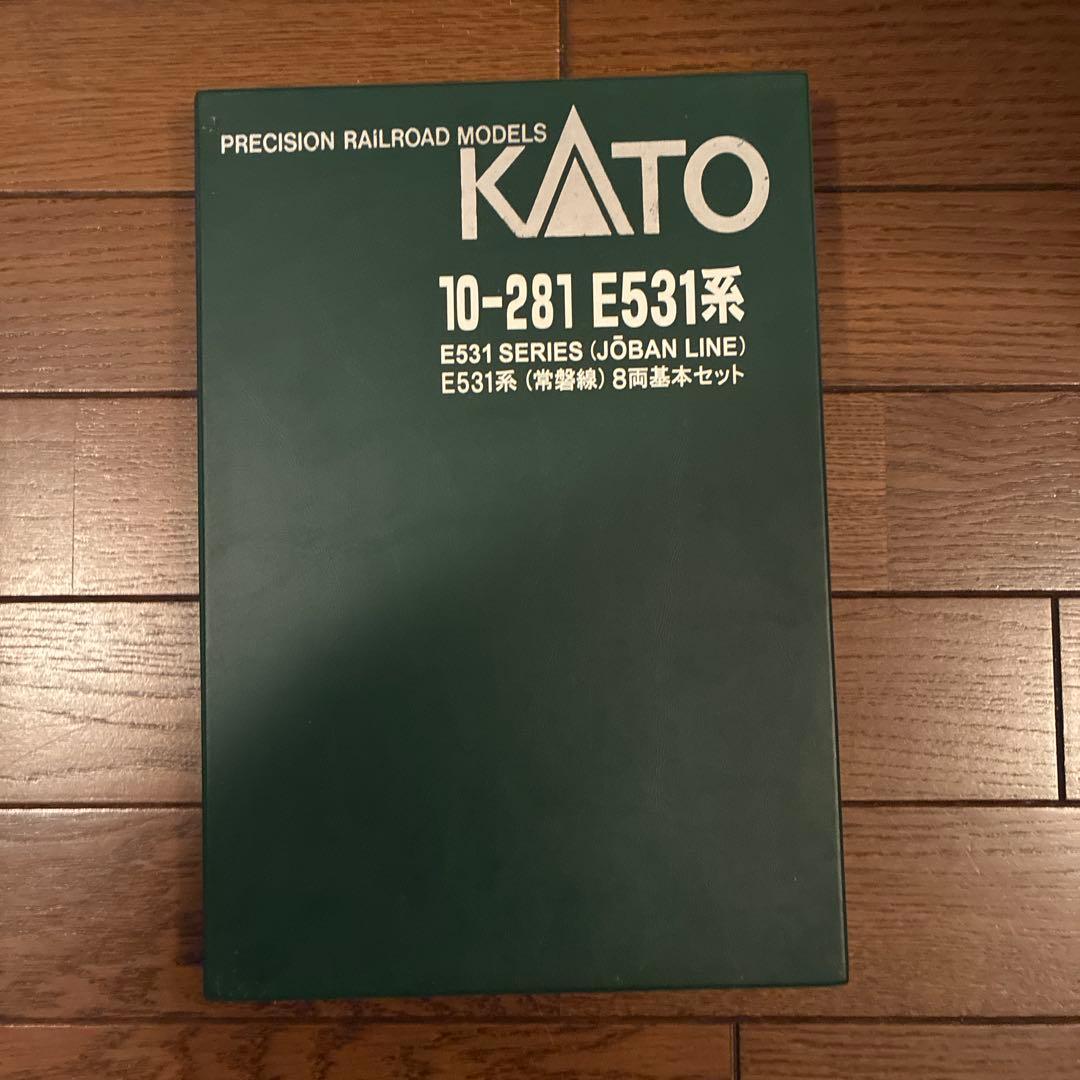 PRECISION RAiLROAD MODELS
KATO
10-281 E531系
E531 SERIES (JŌBAN LINE)
E531系 (常磐線) 8両基本セット